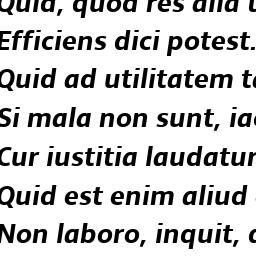 Quid, quod res alia
Efficiens dici potest.
Quid ad utilitatem
Si mala non sunt,
Cur iustitia laudatur
Quid est enim aliud
Non laboro, inquit,